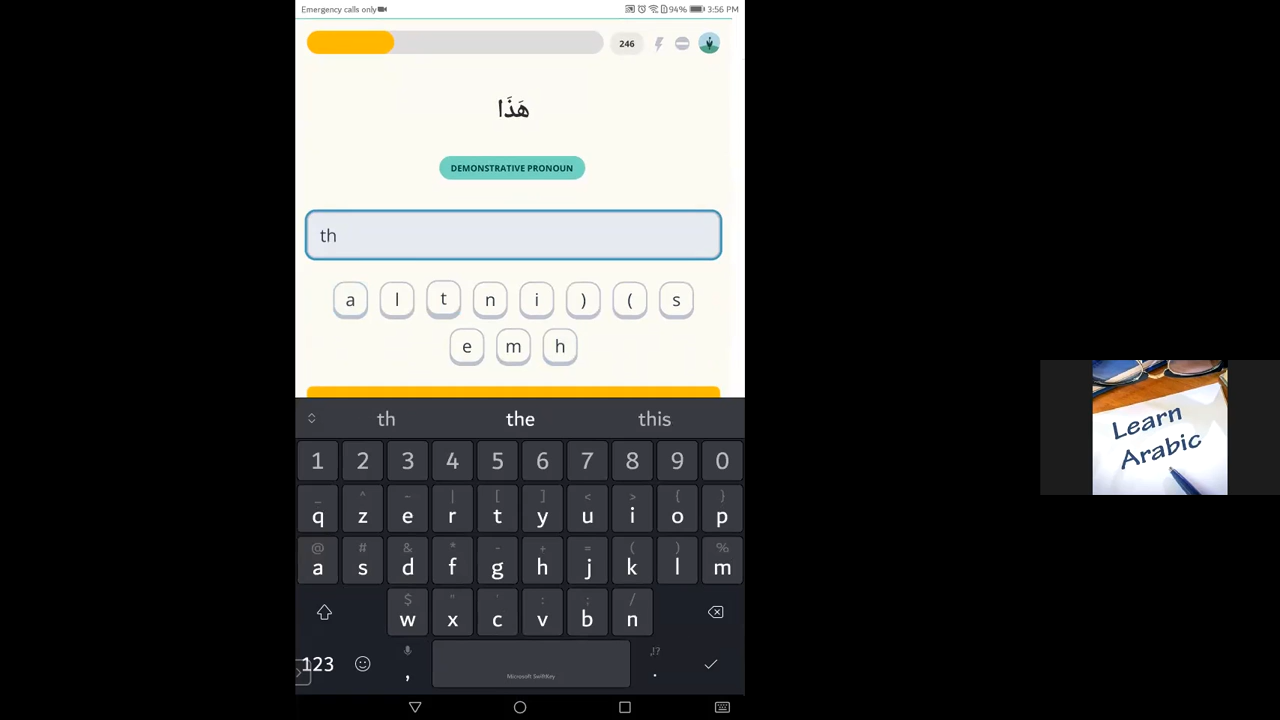 Emergency calls only 94% 3:56 PM
246
هَذَا
DEMONSTRATIVE PRONOUN
th
a l t n i ) ( s
e m h
th the this
1 2 3 4 5 6 7 8 9 0
_ ^ ~ | [ ] < > { }
q z e r t y u i o p
@ # & * - + = ( ) %
a s d f g h j k l m
$ " ' : ; /
w x c v b n
,!?
123 , .
Microsoft SwiftKey
Learn
Arabic